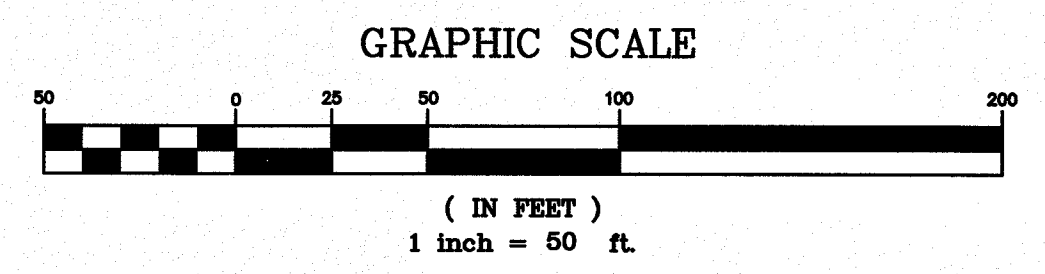 GRAPHIC SCALE
50 0 25 50 100 200
( IN FEET )
1 inch = 50 ft.